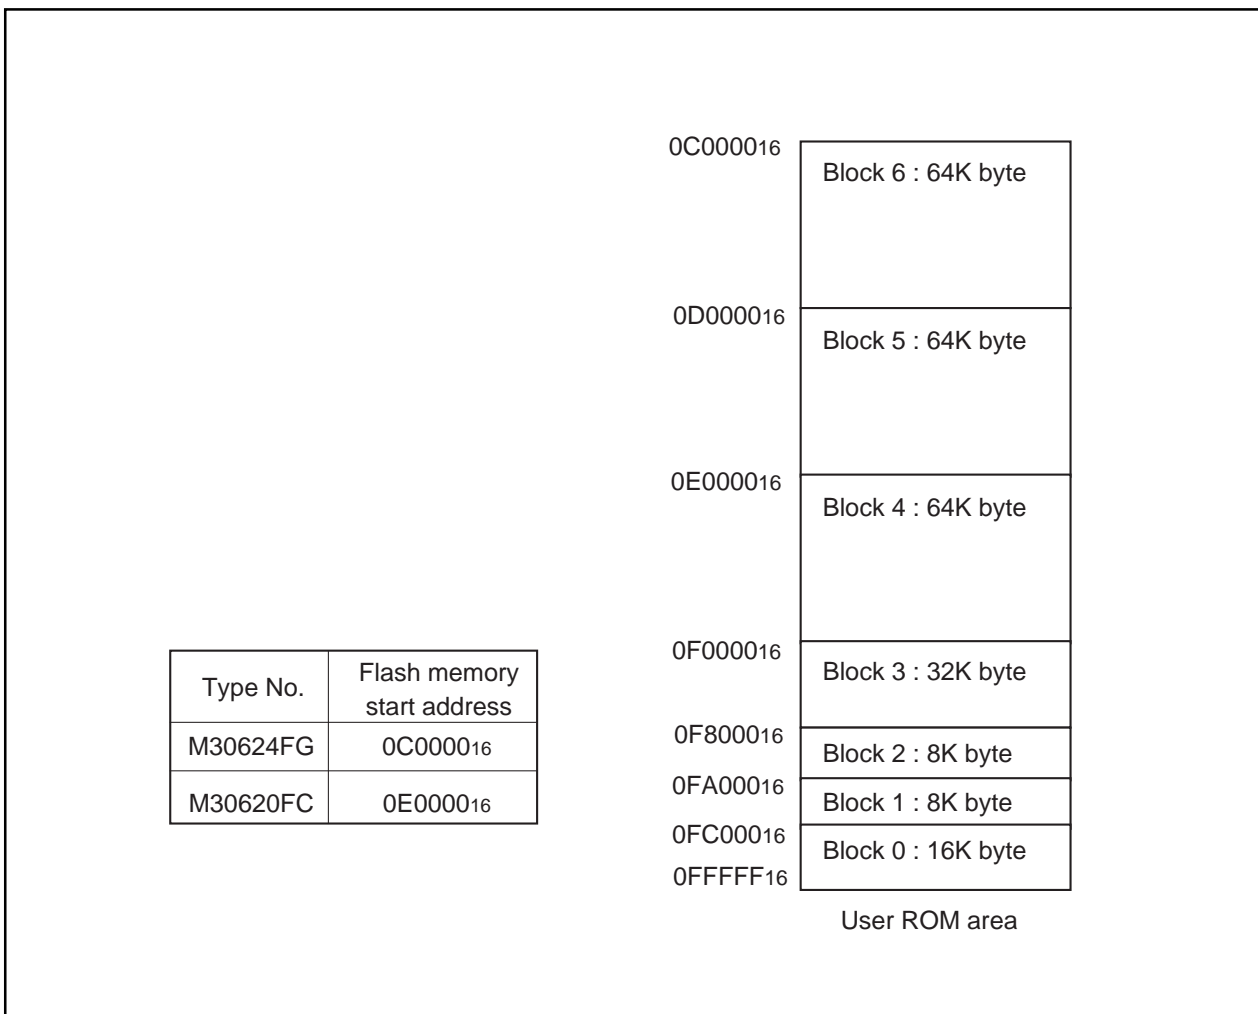 0C000016
Block 6 : 64K byte
0D000016
Block 5 : 64K byte
0E000016
Block 4 : 64K byte
0F000016
Block 3 : 32K byte
0F800016
Block 2 : 8K byte
0FA00016
Block 1 : 8K byte
0FC00016
Block 0 : 16K byte
0FFFFF16
User ROM area
Type No.
Flash memory
start address
M30624FG 0C000016
M30620FC 0E000016